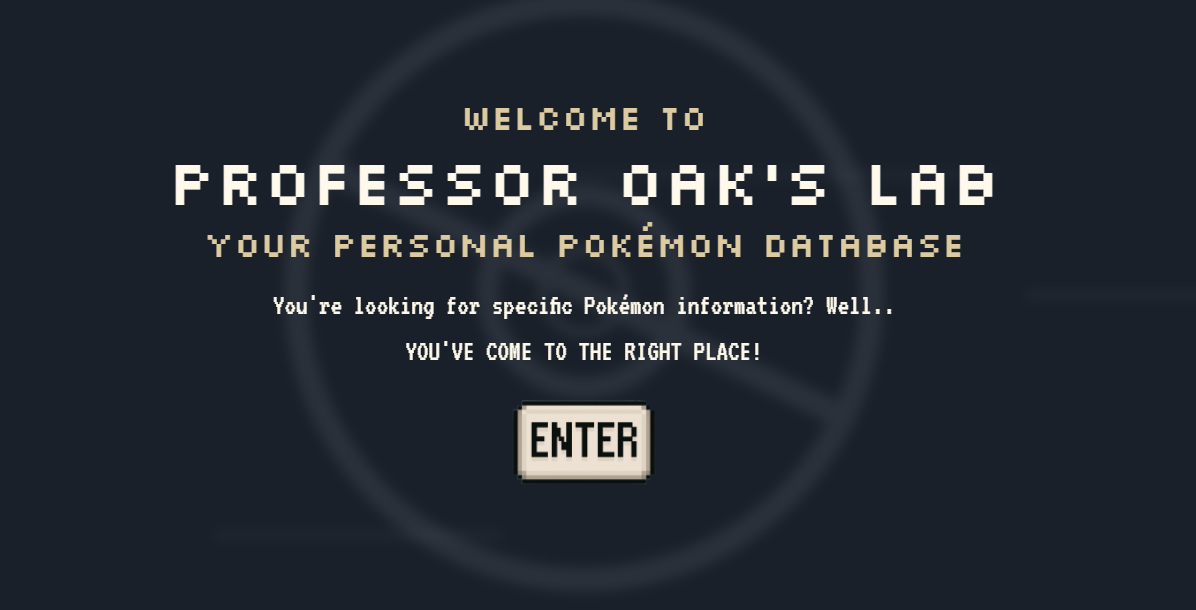 WELCOME TO
PROFESSOR OAK'S LAB
YOUR PERSONAL POKÉMON DATABASE
You're looking for specific Pokémon information? Well..
YOU'VE COME TO THE RIGHT PLACE!
ENTER